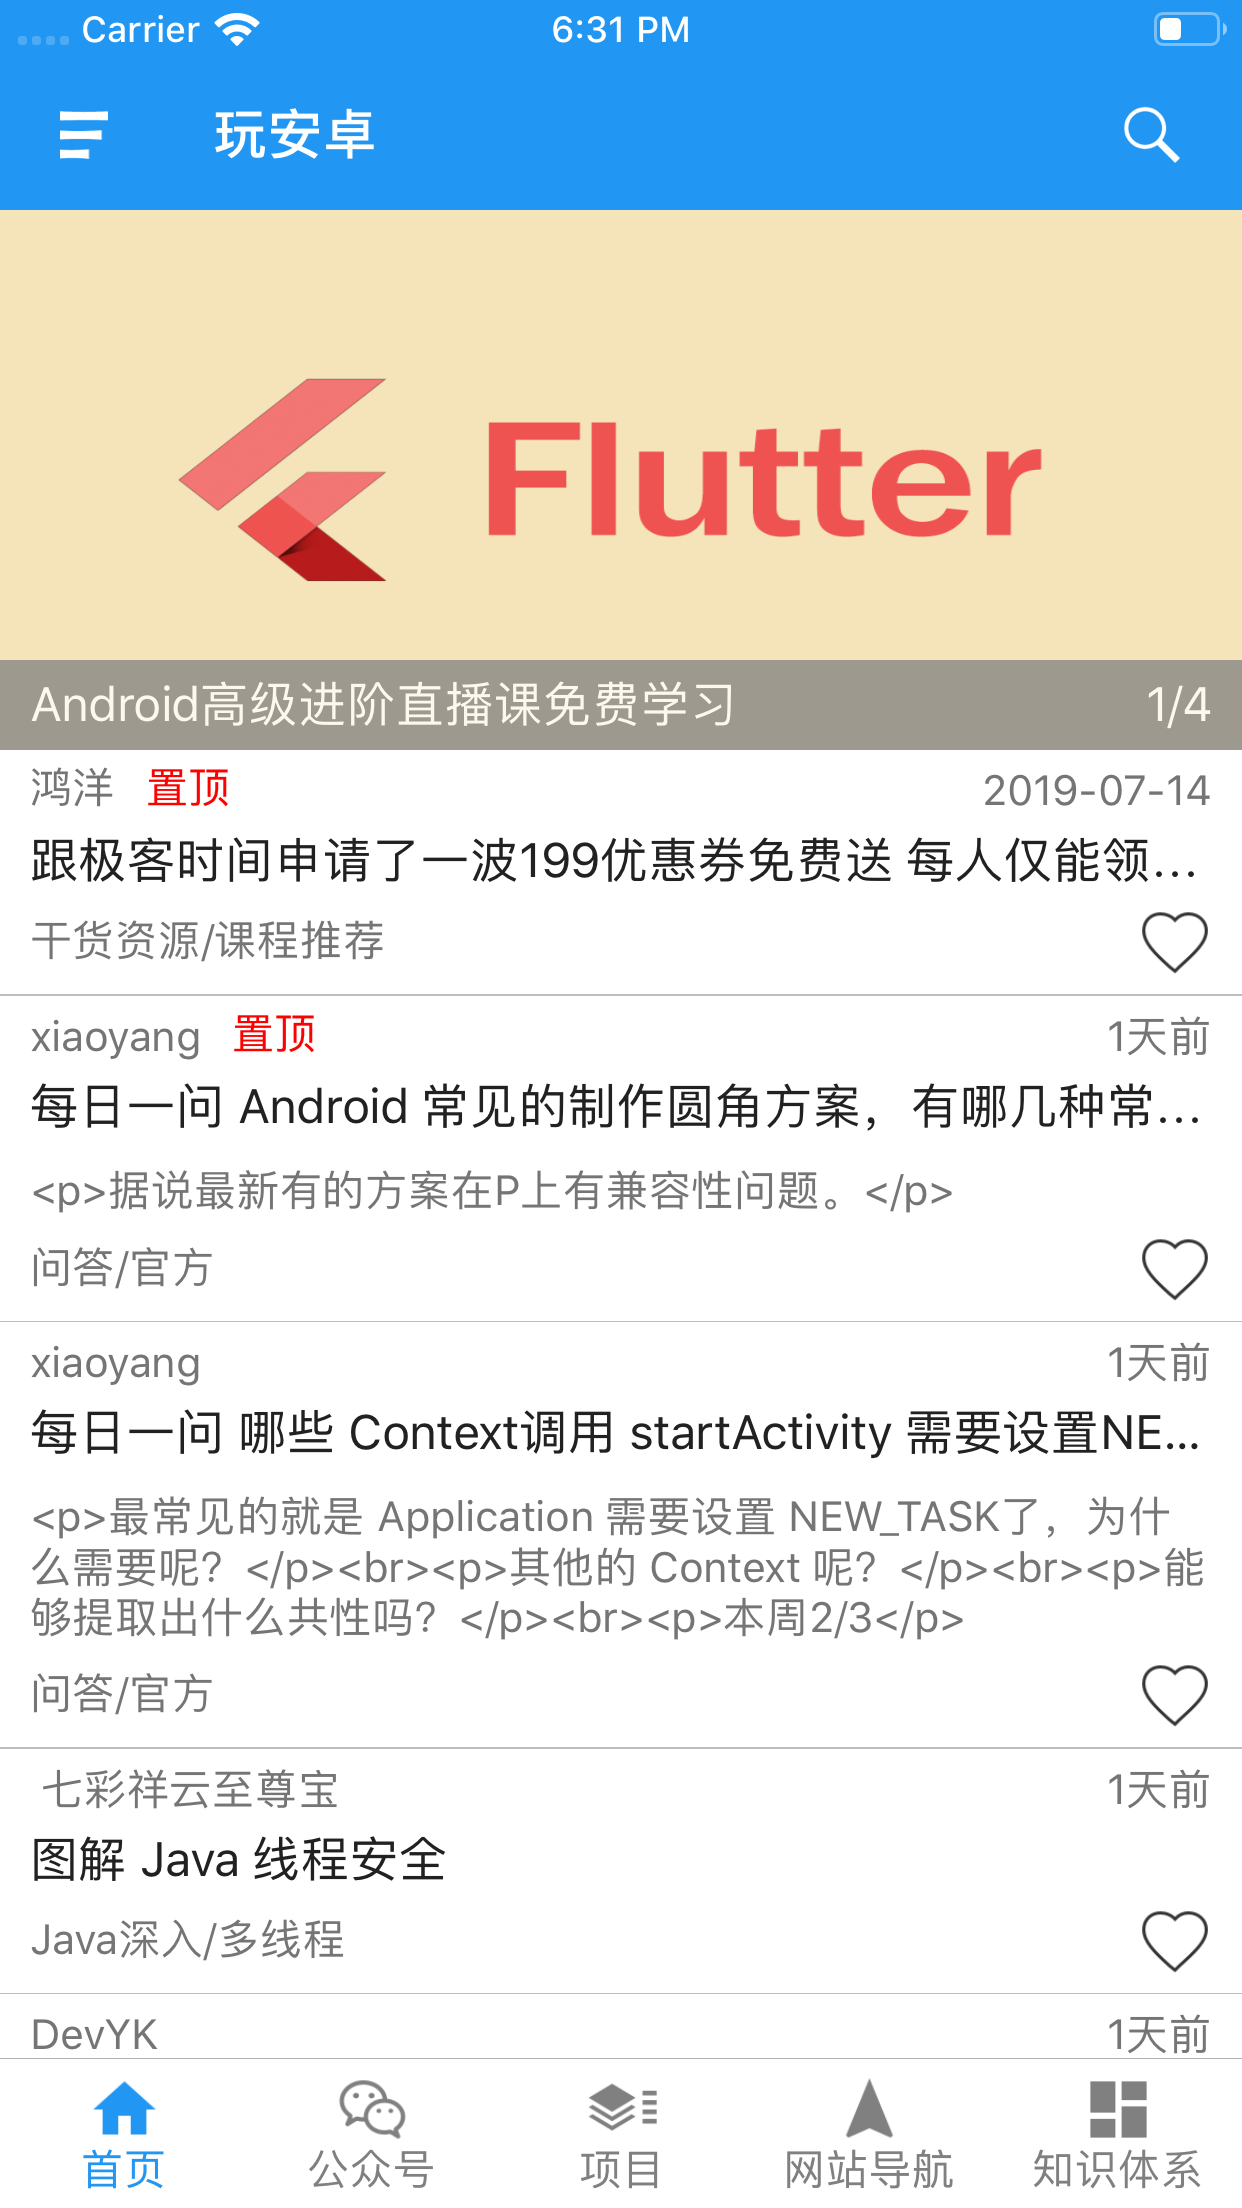 Carrier 6:31 PM
玩安卓
Flutter
Android高级进阶直播课免费学习 1/4
鸿洋 置顶 2019-07-14
跟极客时间申请了一波199优惠券免费送 每人仅能领...
干货资源/课程推荐
xiaoyang 置顶 1天前
每日一问 Android 常见的制作圆角方案，有哪几种常...
<p>据说最新有的方案在P上有兼容性问题。</p>
问答/官方
xiaoyang 1天前
每日一问 哪些 Context调用 startActivity 需要设置NE...
<p>最常见的就是 Application 需要设置 NEW_TASK了，为什
么需要呢？</p><br><p>其他的 Context 呢？</p><br><p>能
够提取出什么共性吗？</p><br><p>本周2/3</p>
问答/官方
七彩祥云至尊宝 1天前
图解 Java 线程安全
Java深入/多线程
DevYK 1天前
首页 公众号 项目 网站导航 知识体系